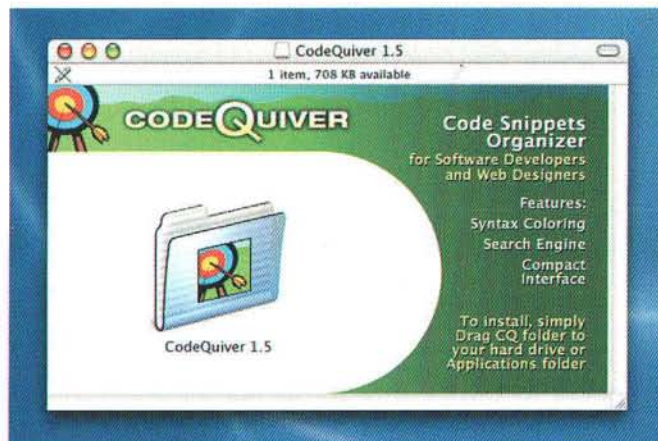 CodeQuiver 1.5
1 item, 708 KB available
CODEQUIVER
Code Snippets
Organizer
for Software Developers
and Web Designers
Features:
Syntax Coloring
Search Engine
Compact
Interface
To install, simply
Drag CQ folder to
your hard drive or
Applications folder
CodeQuiver 1.5